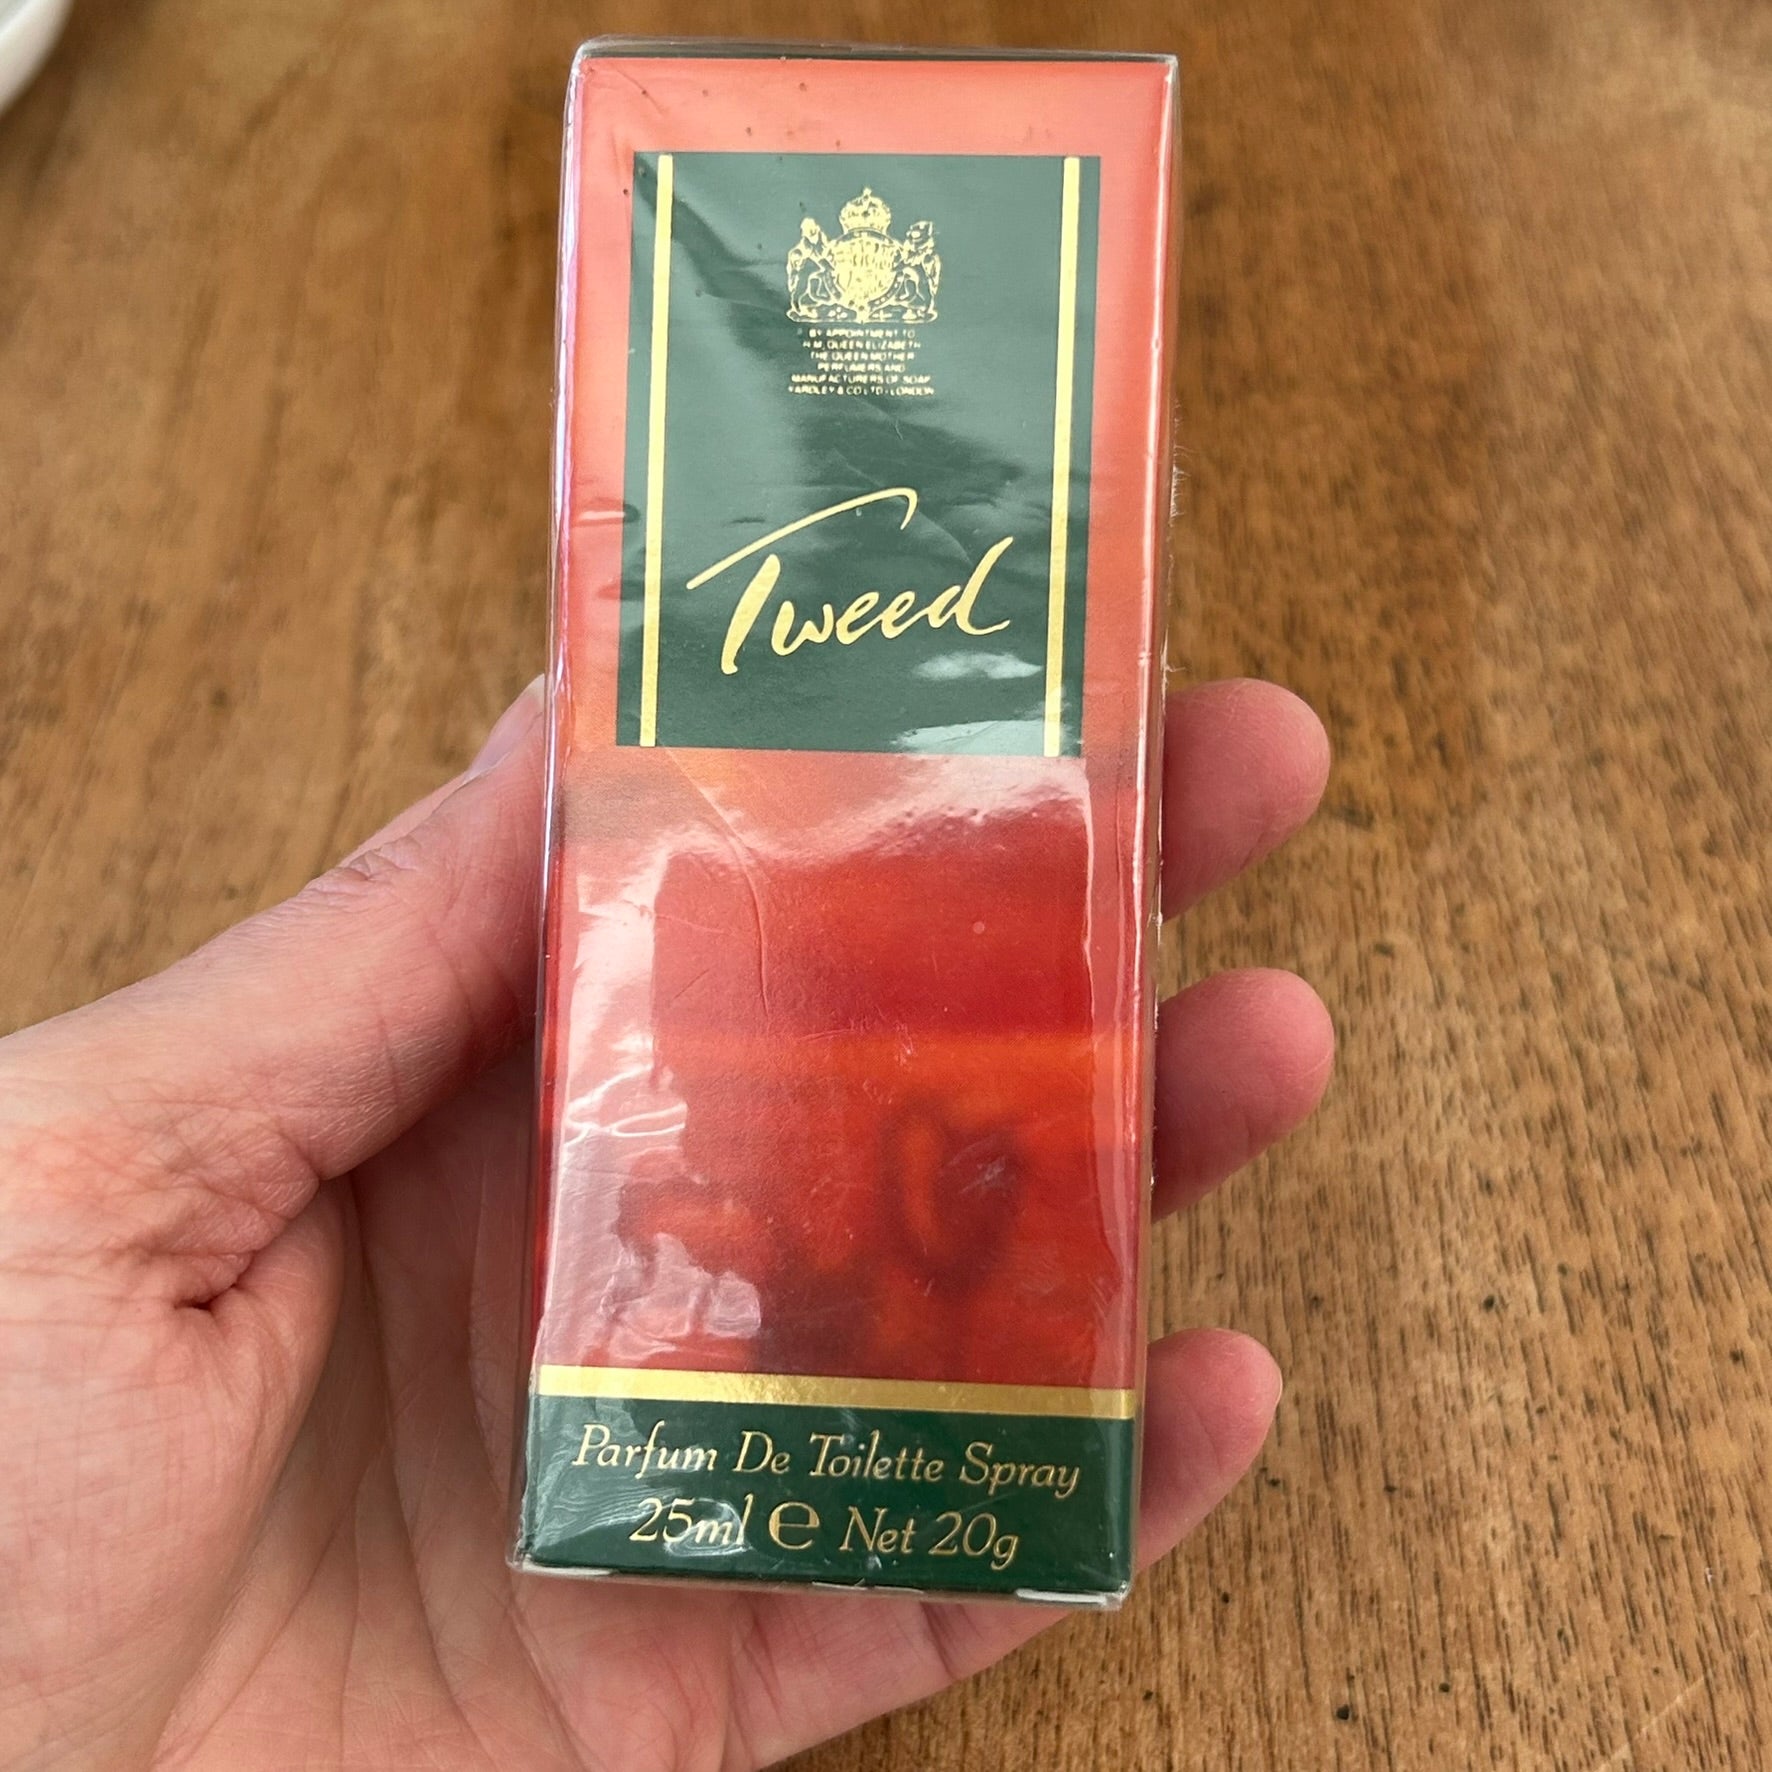 BY APPOINTMENT TO
H.M. QUEEN ELIZABETH
THE QUEEN MOTHER
PERFUMERS AND
MANUFACTURERS OF SOAP
YARDLEY & CO LTD · LONDON
Tweed
Parfum De Toilette Spray
25ml ℮ Net 20g